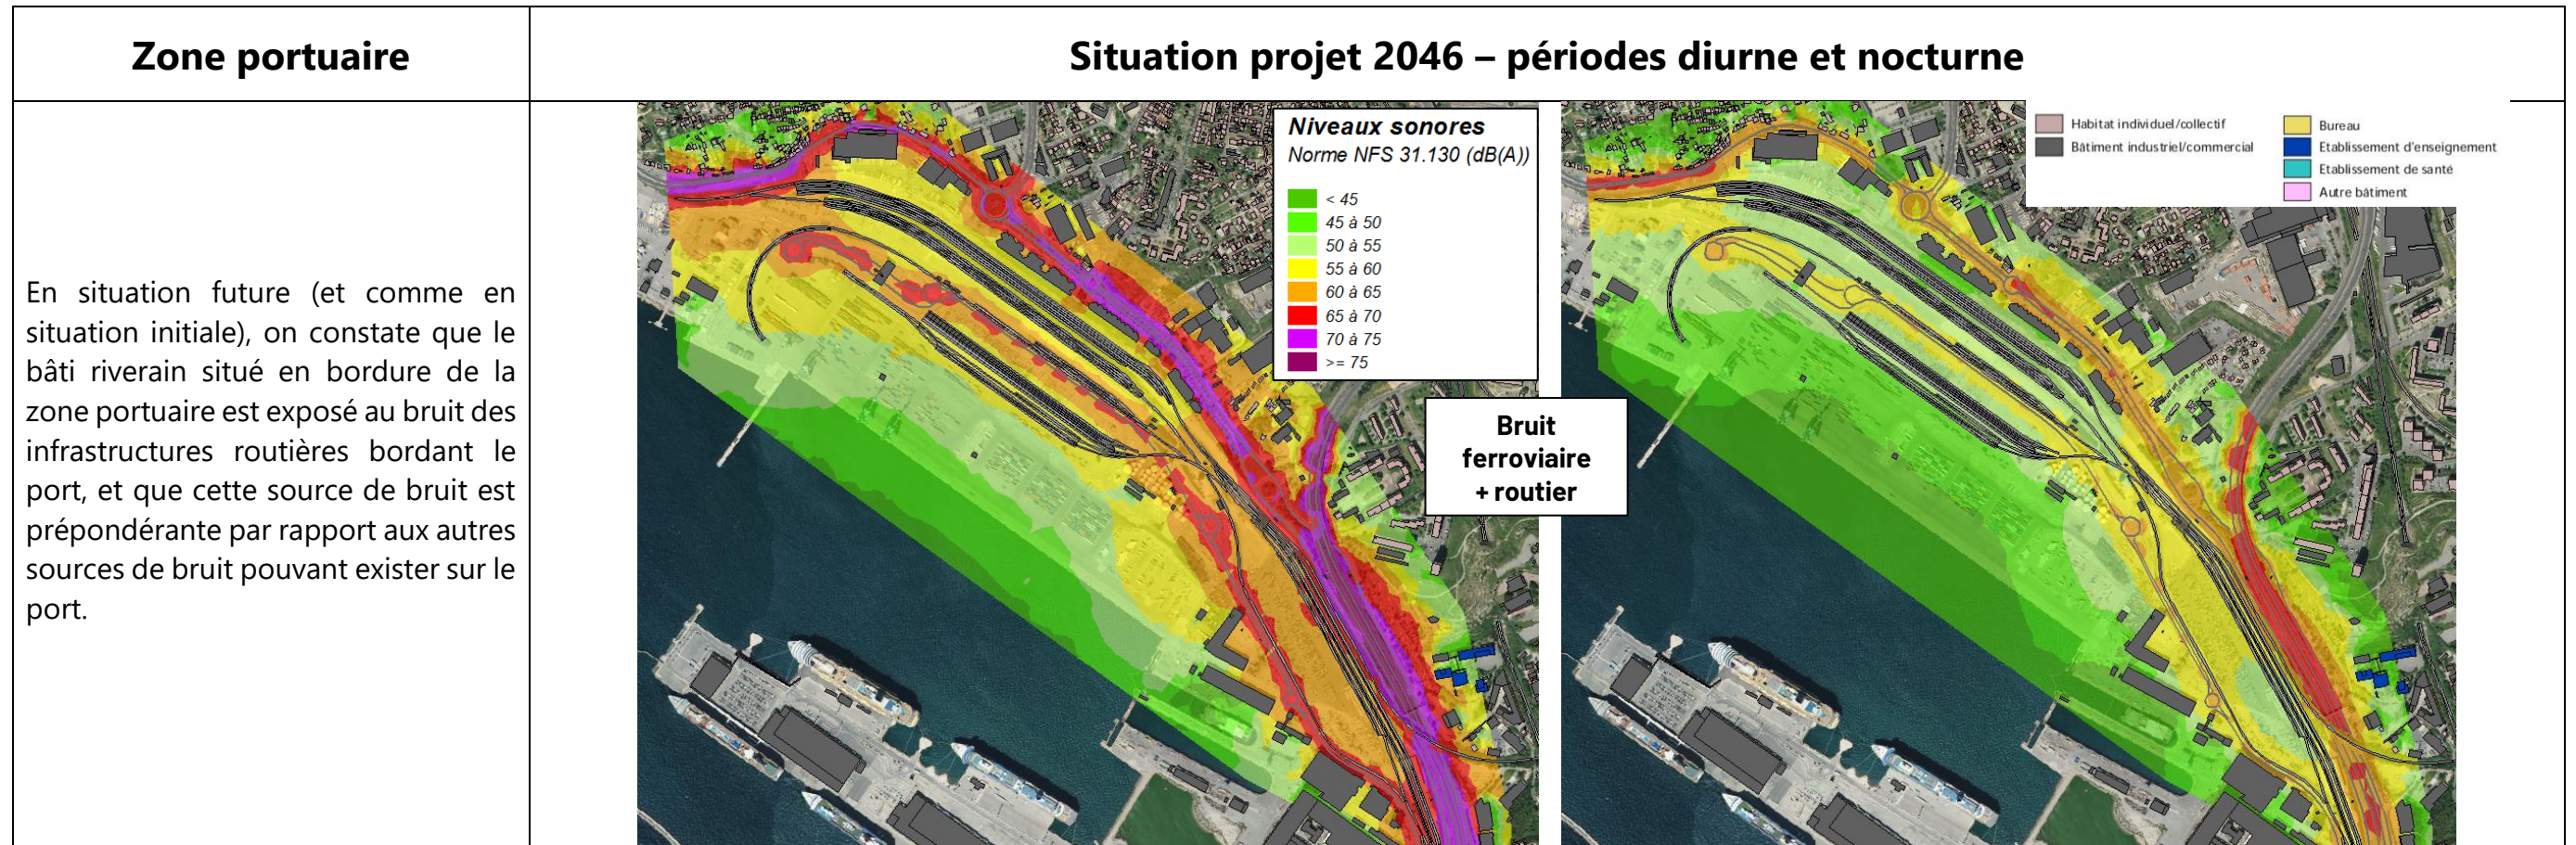 Zone portuaire
Situation projet 2046 – périodes diurne et nocturne
En situation future (et comme en
situation initiale), on constate que le
bâti riverain situé en bordure de la
zone portuaire est exposé au bruit des
infrastructures routières bordant le
port, et que cette source de bruit est
prépondérante par rapport aux autres
sources de bruit pouvant exister sur le
port.
Niveaux sonores
Norme NFS 31.130 (dB(A))
< 45
45 à 50
50 à 55
55 à 60
60 à 65
65 à 70
70 à 75
>= 75
Bruit
ferroviaire
+ routier
Habitat individuel/collectif
Bâtiment industriel/commercial
Bureau
Etablissement d'enseignement
Etablissement de santé
Autre bâtiment